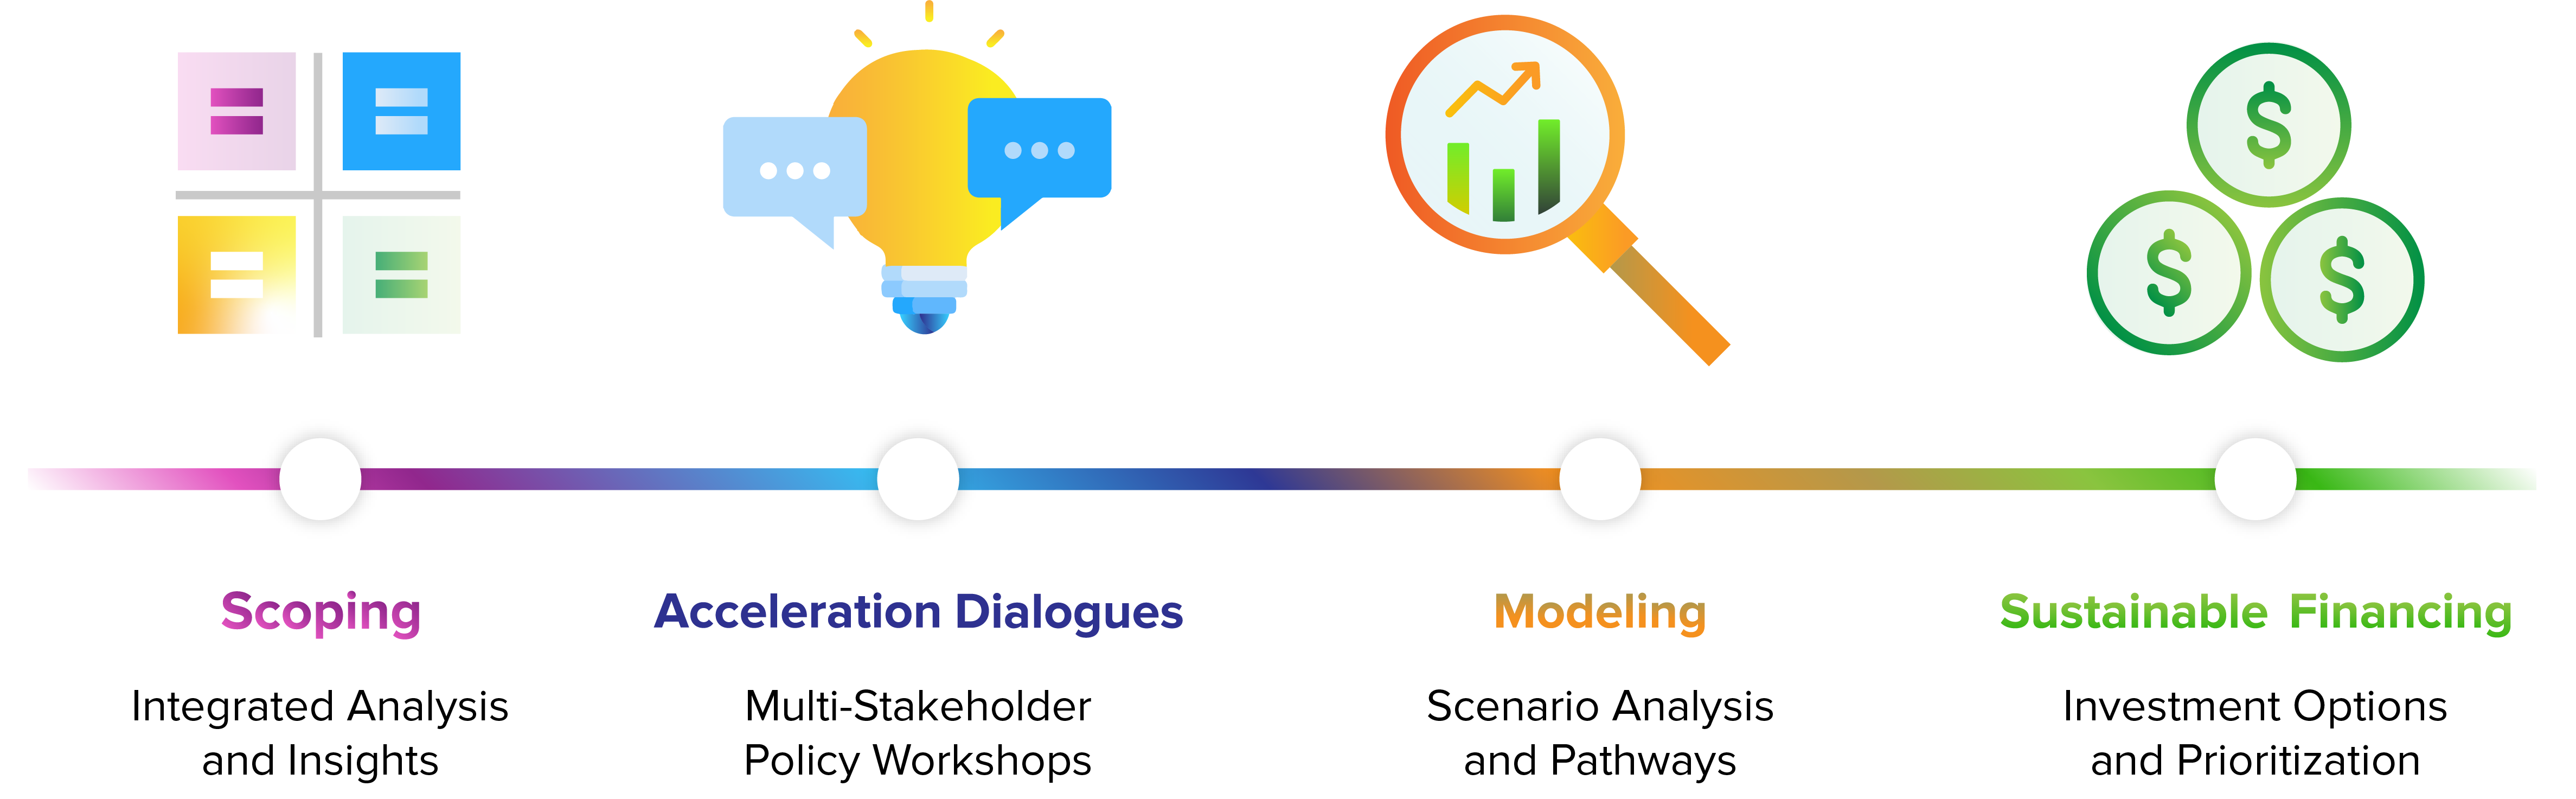 Scoping
Integrated Analysis
and Insights
Acceleration Dialogues
Multi-Stakeholder
Policy Workshops
Modeling
Scenario Analysis
and Pathways
Sustainable Financing
Investment Options
and Prioritization